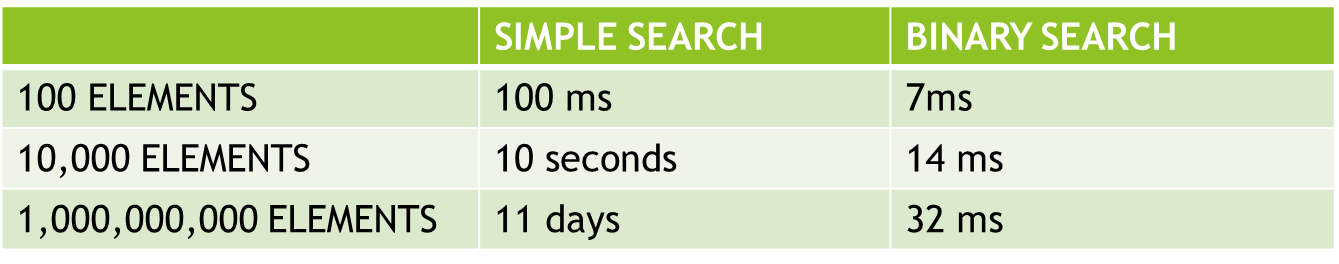 SIMPLE SEARCH BINARY SEARCH
100 ELEMENTS 100 ms 7ms
10,000 ELEMENTS 10 seconds 14 ms
1,000,000,000 ELEMENTS 11 days 32 ms